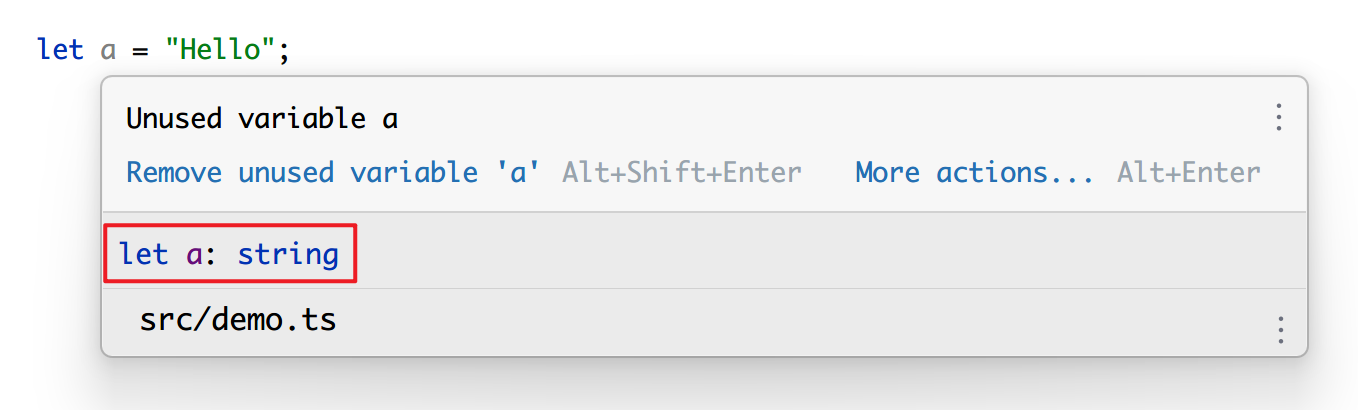 let a = "Hello";
Unused variable a
Remove unused variable 'a' Alt+Shift+Enter More actions... Alt+Enter
let a: string
src/demo.ts